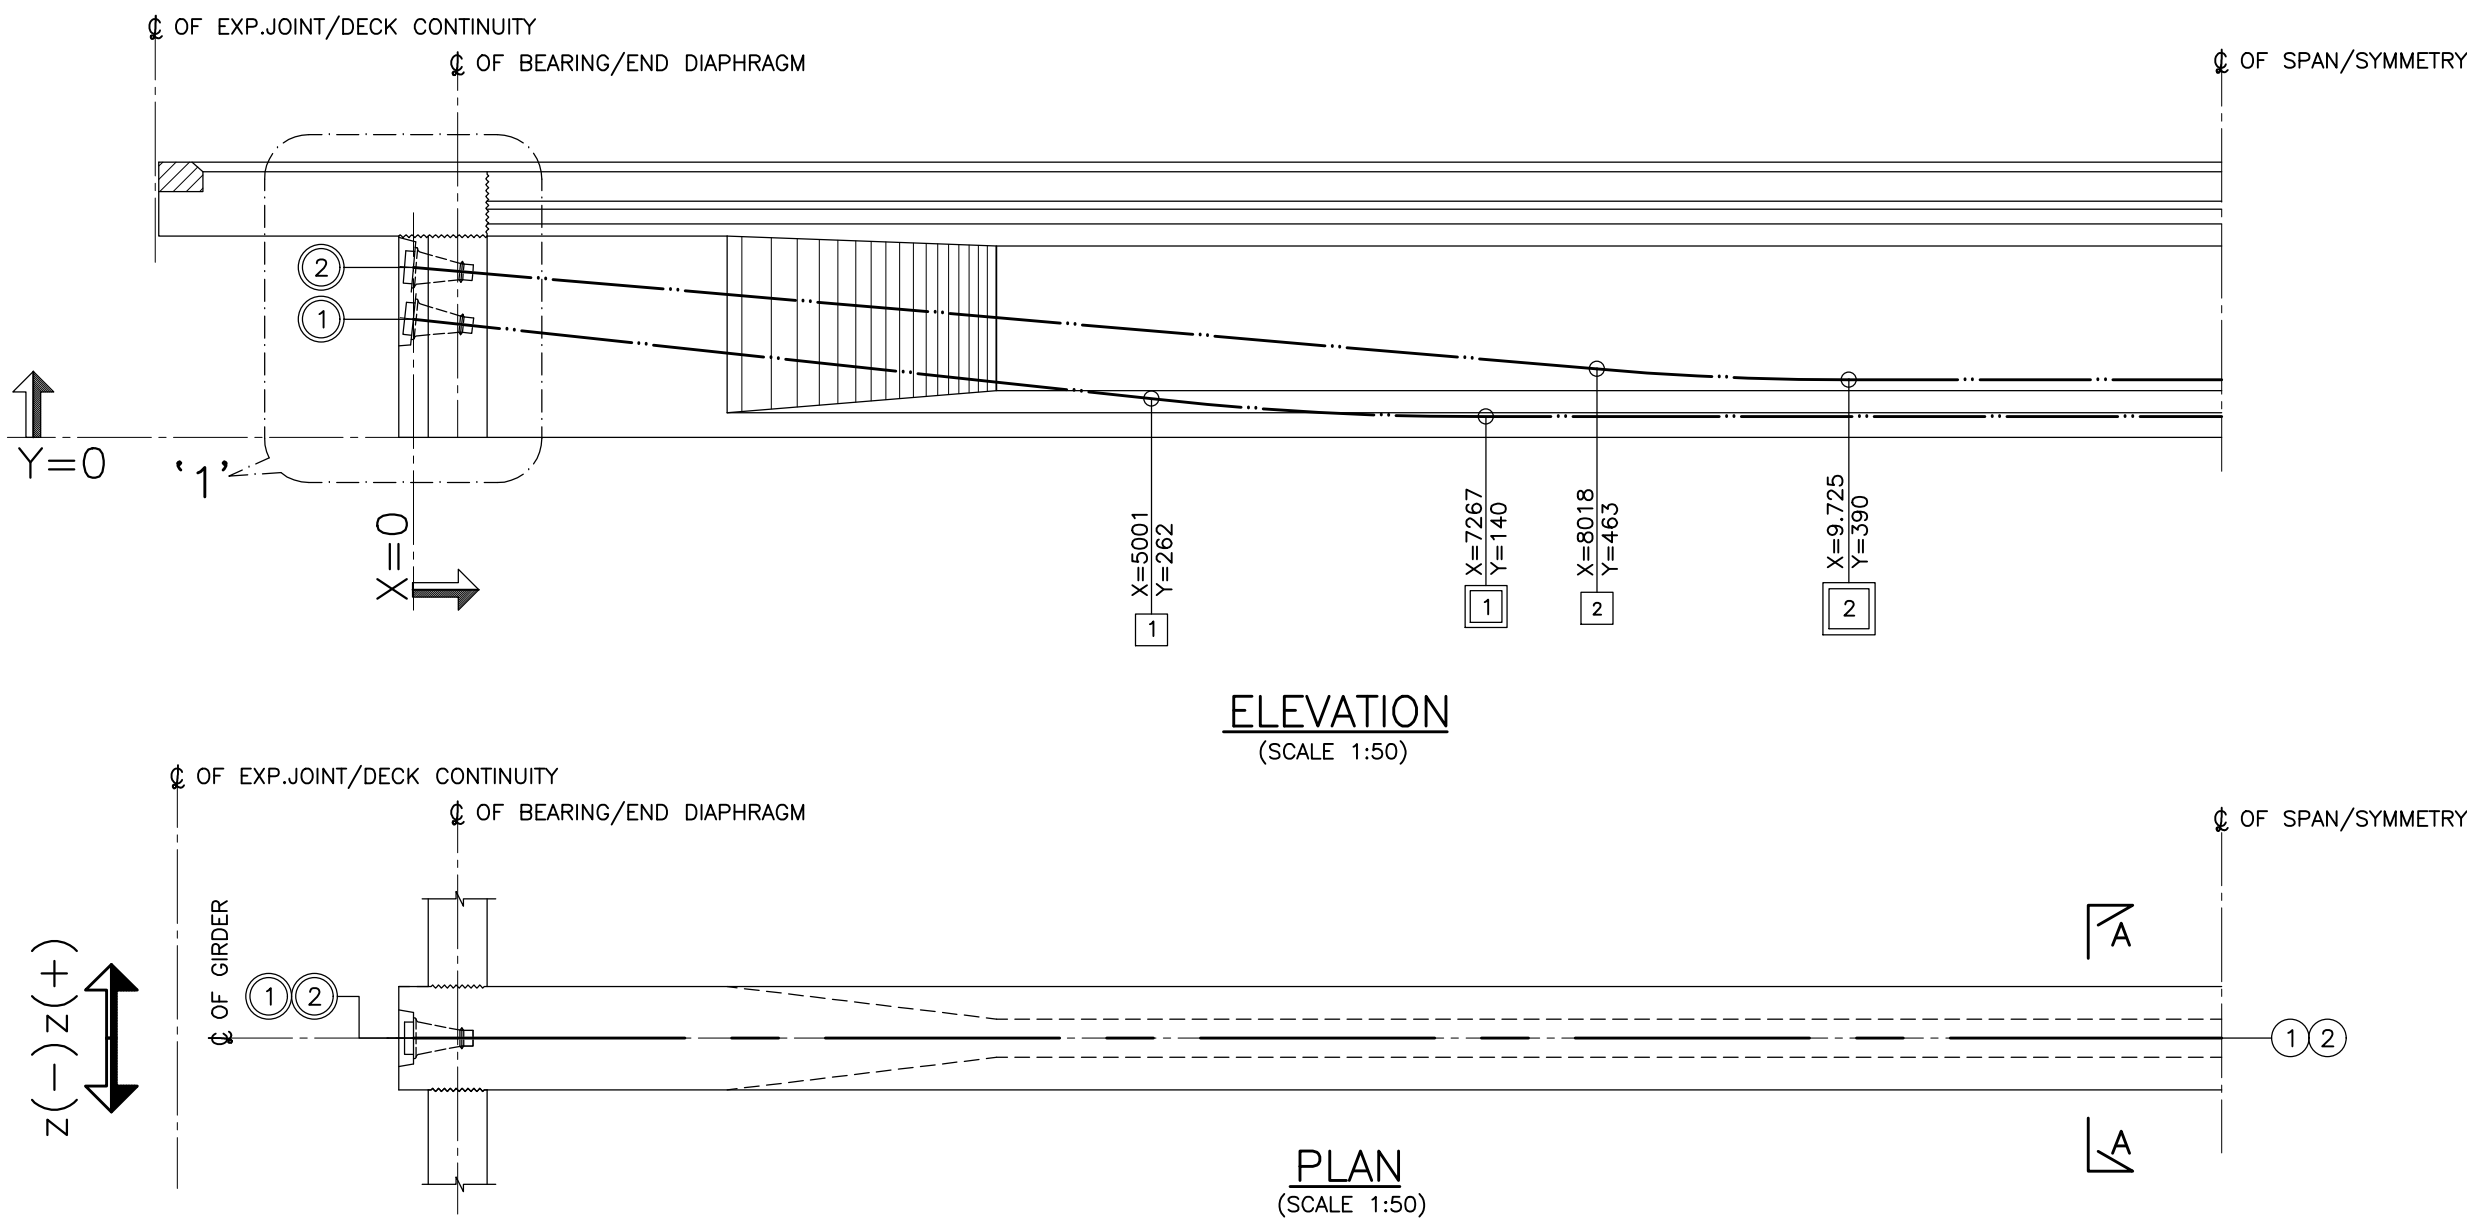 ℄ OF EXP.JOINT/DECK CONTINUITY
℄ OF BEARING/END DIAPHRAGM
℄ OF SPAN/SYMMETRY
2
1
Y=0
'1'
X=0
X=5001
Y=262
1
X=7267
Y=140
1
X=8018
Y=463
2
X=9.725
Y=390
2
ELEVATION
(SCALE 1:50)
℄ OF EXP.JOINT/DECK CONTINUITY
℄ OF BEARING/END DIAPHRAGM
℄ OF SPAN/SYMMETRY
z(-) z(+)
℄ OF GIRDER
1 2
A
1 2
A
PLAN
(SCALE 1:50)